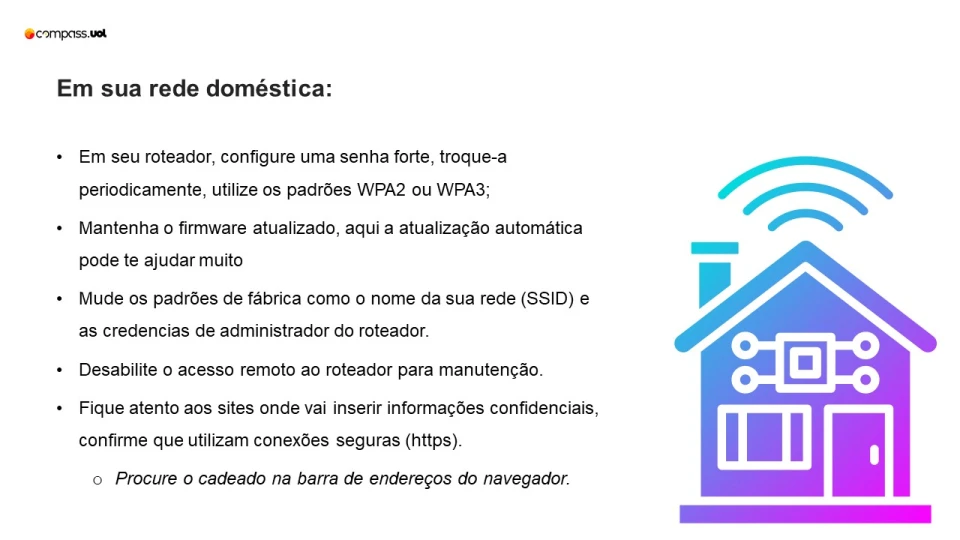 compass.uol
Em sua rede doméstica:
• Em seu roteador, configure uma senha forte, troque-a
periodicamente, utilize os padrões WPA2 ou WPA3;
• Mantenha o firmware atualizado, aqui a atualização automática
pode te ajudar muito
• Mude os padrões de fábrica como o nome da sua rede (SSID) e
as credencias de administrador do roteador.
• Desabilite o acesso remoto ao roteador para manutenção.
• Fique atento aos sites onde vai inserir informações confidenciais,
confirme que utilizam conexões seguras (https).
o Procure o cadeado na barra de endereços do navegador.